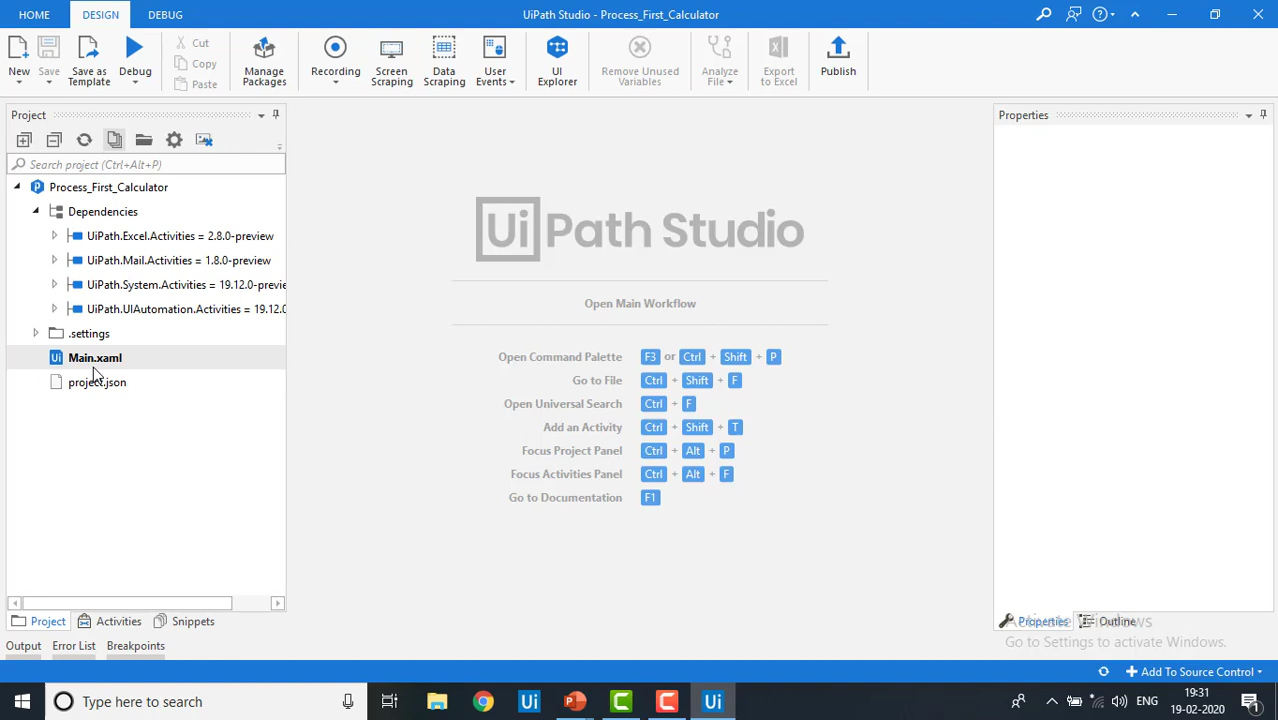 HOME
DESIGN
DEBUG
UiPath Studio - Process_First_Calculator
New
Save
Save as Template
Debug
Cut
Copy
Paste
Manage Packages
Recording
Screen Scraping
Data Scraping
User Events
UI Explorer
Remove Unused Variables
Analyze File
Export to Excel
Publish
Project
Search project (Ctrl+Alt+P)
Process_First_Calculator
Dependencies
UiPath.Excel.Activities = 2.8.0-preview
UiPath.Mail.Activities = 1.8.0-preview
UiPath.System.Activities = 19.12.0-previe
UiPath.UIAutomation.Activities = 19.12.0
.settings
Main.xaml
project.json
Project
Activities
Snippets
Output
Error List
Breakpoints
UiPath Studio
Open Main Workflow
Open Command Palette F3 or Ctrl + Shift + P
Go to File Ctrl + Shift + F
Open Universal Search Ctrl + F
Add an Activity Ctrl + Shift + T
Focus Project Panel Ctrl + Alt + P
Focus Activities Panel Ctrl + Alt + F
Go to Documentation F1
Properties
Properties
Outline
Activate Windows
Go to Settings to activate Windows.
Add To Source Control
Type here to search
Ui
Ui
ENG
19:31
19-02-2020
1